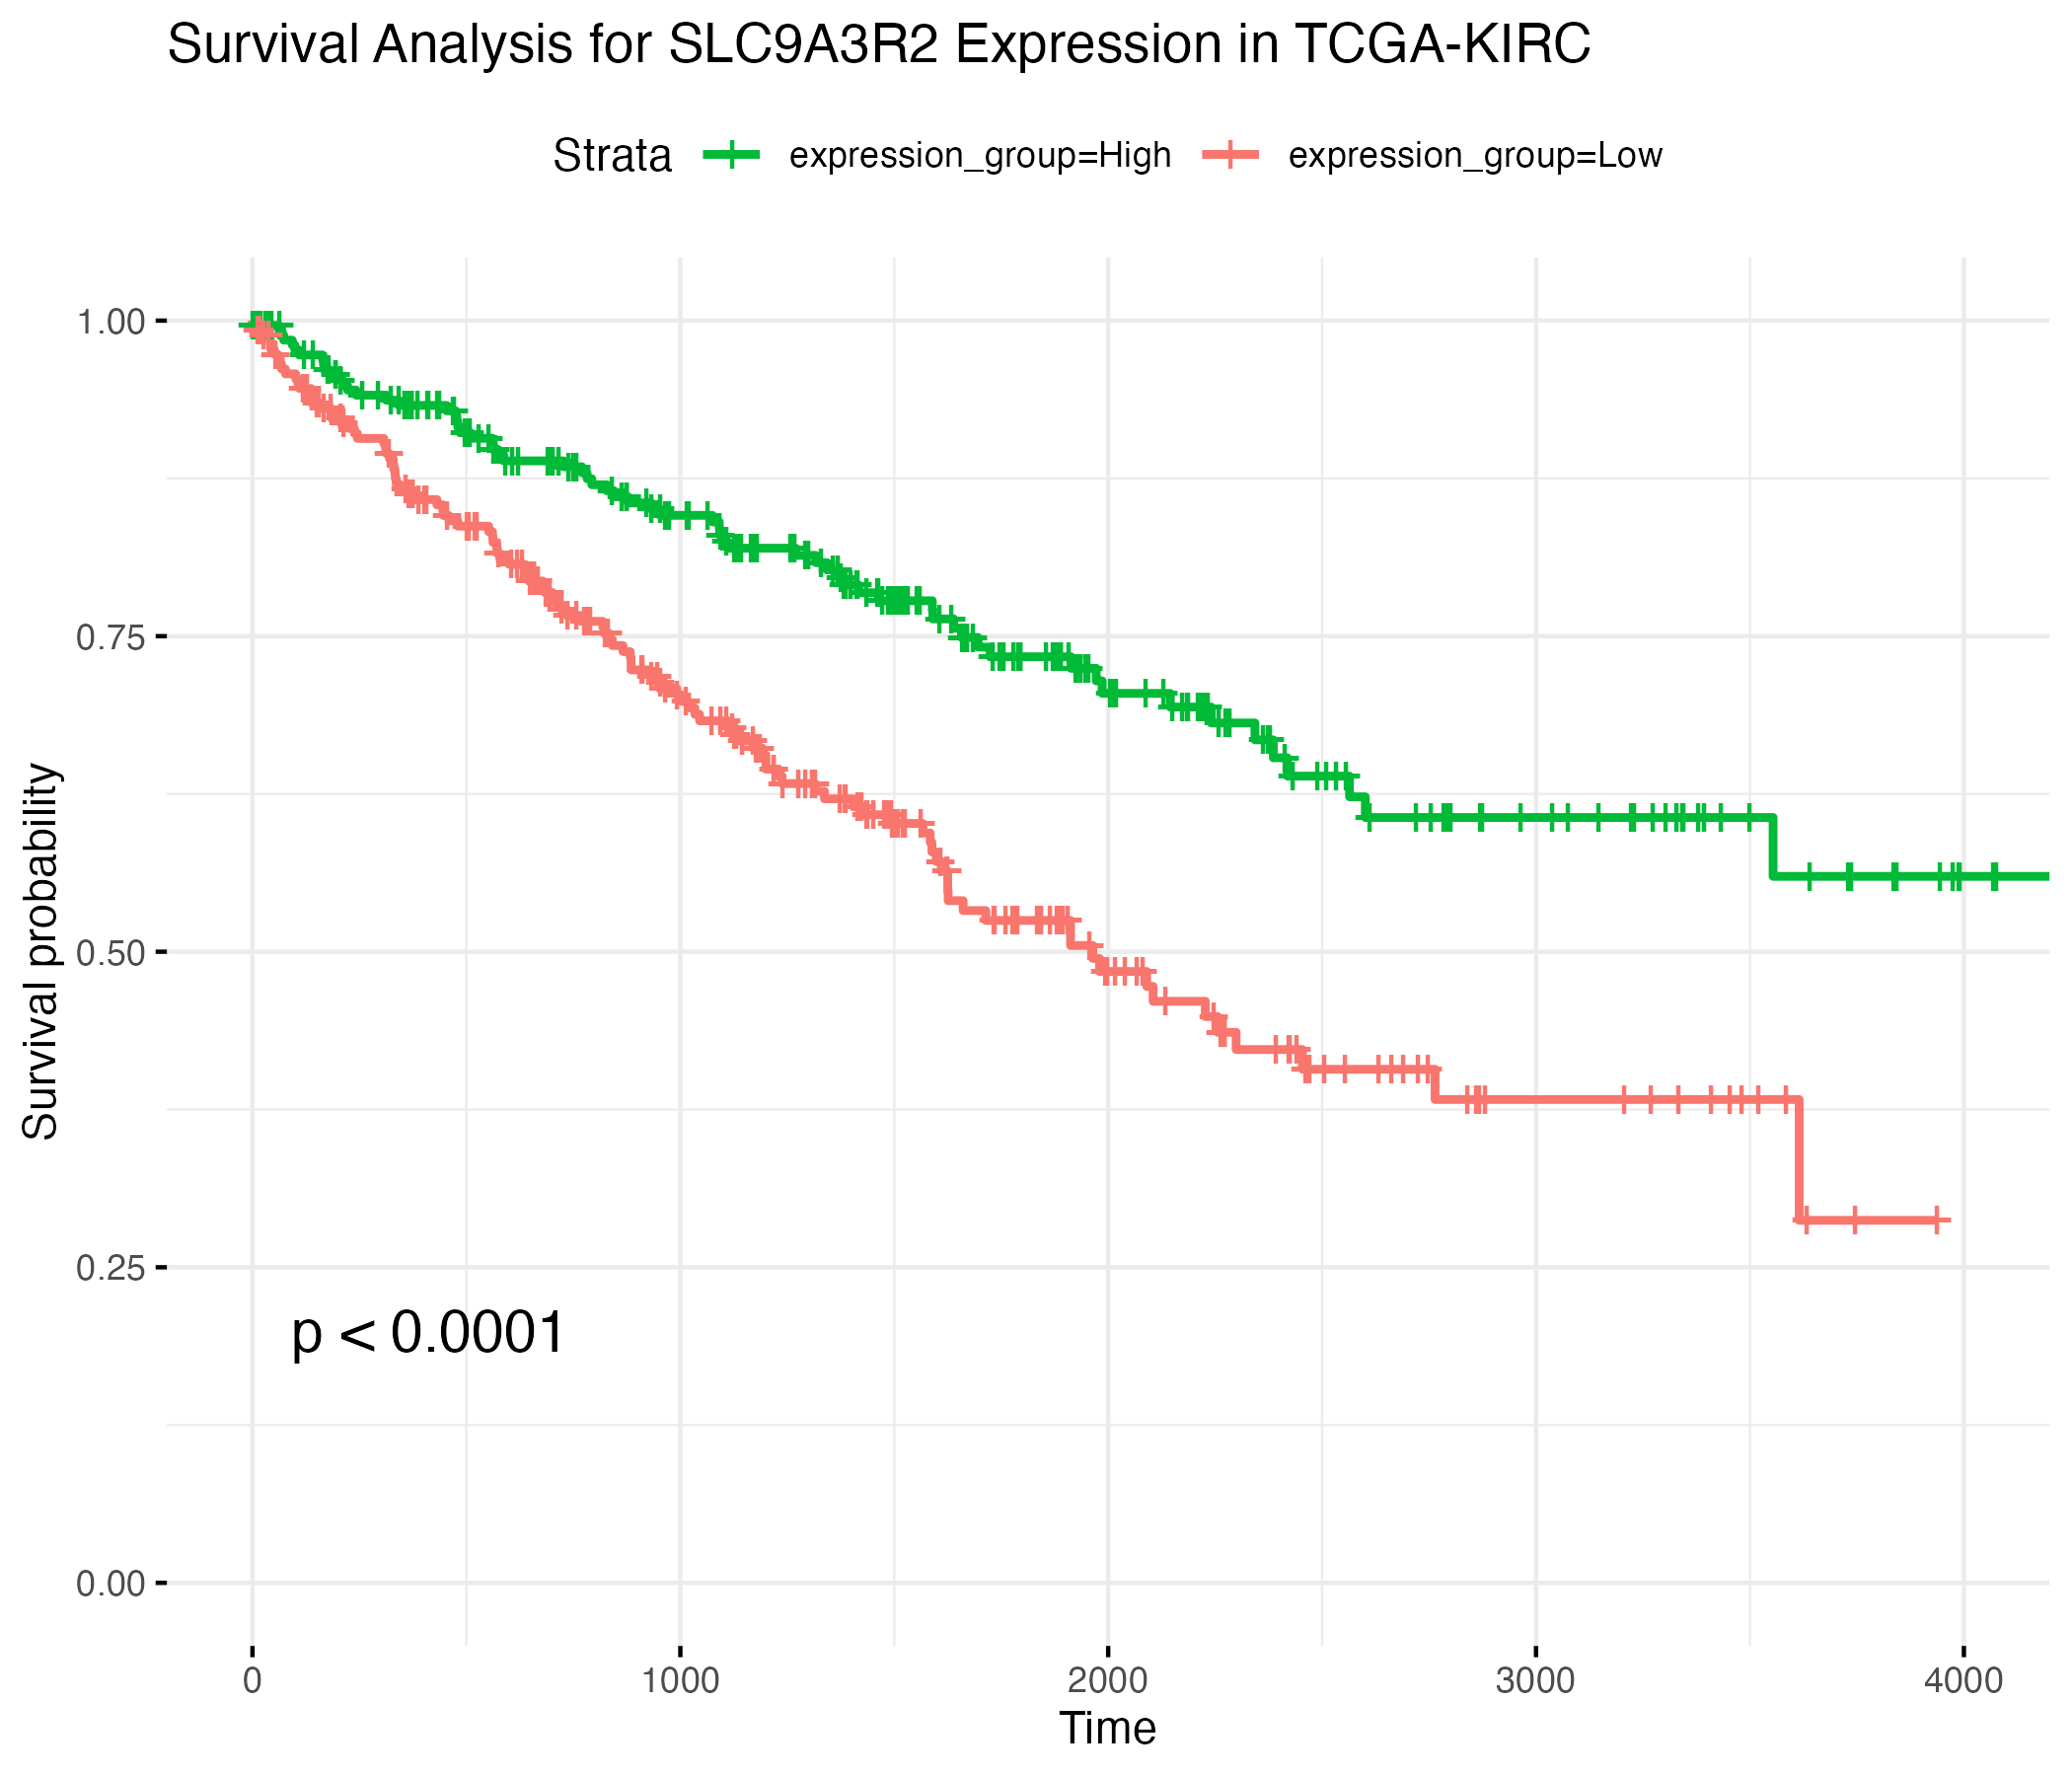 Survival Analysis for SLC9A3R2 Expression in TCGA-KIRC
Strata expression_group=High expression_group=Low
Survival probability
1.00
0.75
0.50
0.25
0.00
p < 0.0001
0 1000 2000 3000 4000
Time